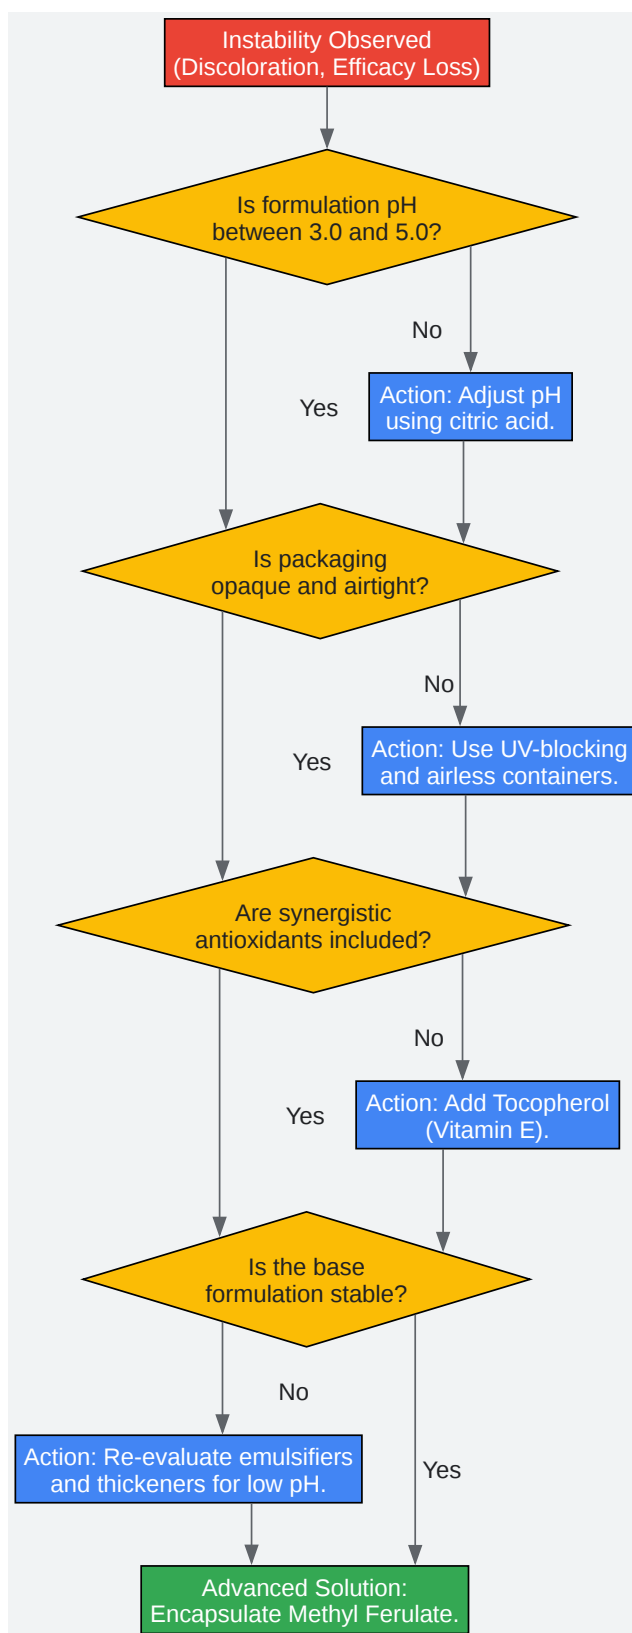 Instability Observed
(Discoloration, Efficacy Loss)
Is formulation pH
between 3.0 and 5.0?
No
Yes
Action: Adjust pH
using citric acid.
Is packaging
opaque and airtight?
No
Yes
Action: Use UV-blocking
and airless containers.
Are synergistic
antioxidants included?
No
Yes
Action: Add Tocopherol
(Vitamin E).
Is the base
formulation stable?
No
Action: Re-evaluate emulsifiers
and thickeners for low pH.
Yes
Advanced Solution:
Encapsulate Methyl Ferulate.